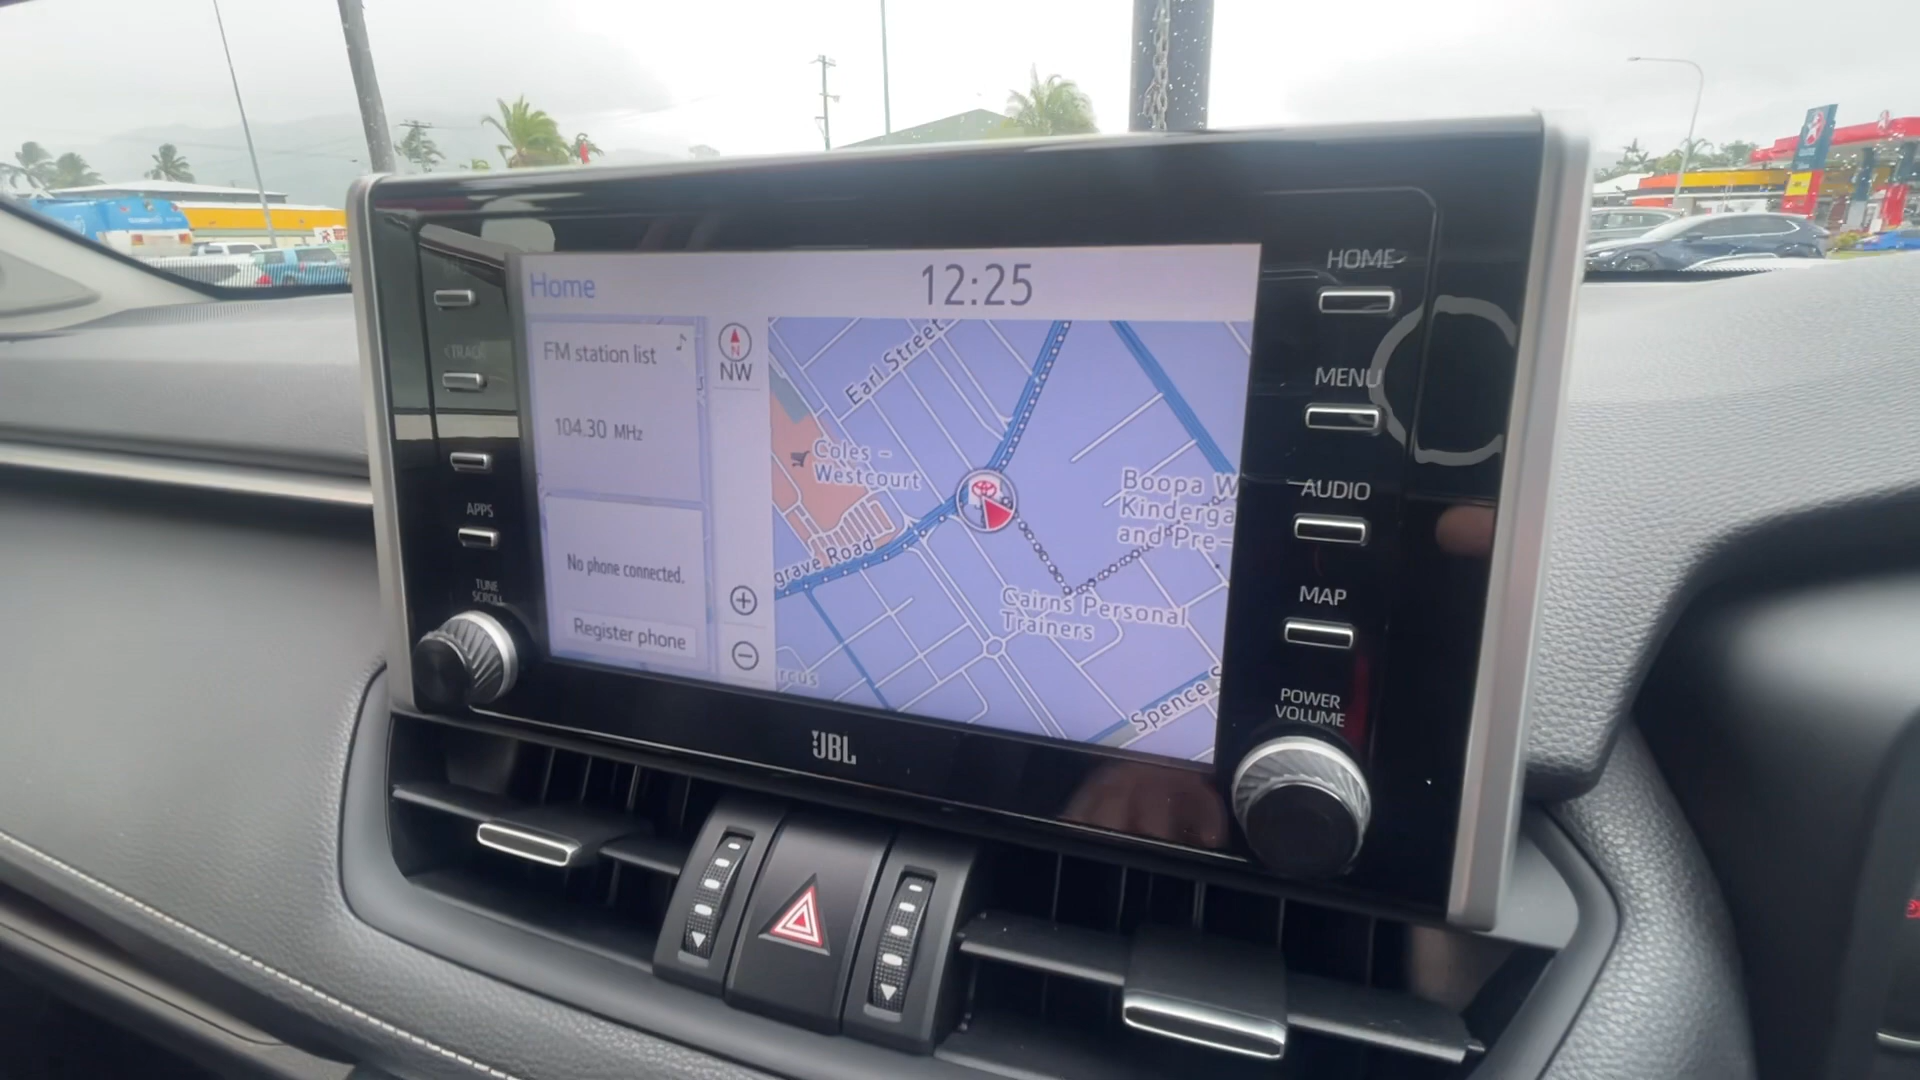 Home
12:25
FM station list
104.30 MHz
No phone connected.
Register phone
N
NW
Earl Street
Coles -
Westcourt
grave Road
Boopa W
Kinderga
and Pre-
Cairns Personal
Trainers
rcus
Spence S
TRACK
APPS
TUNE
SCROLL
HOME
MENU
AUDIO
MAP
POWER
VOLUME
JBL